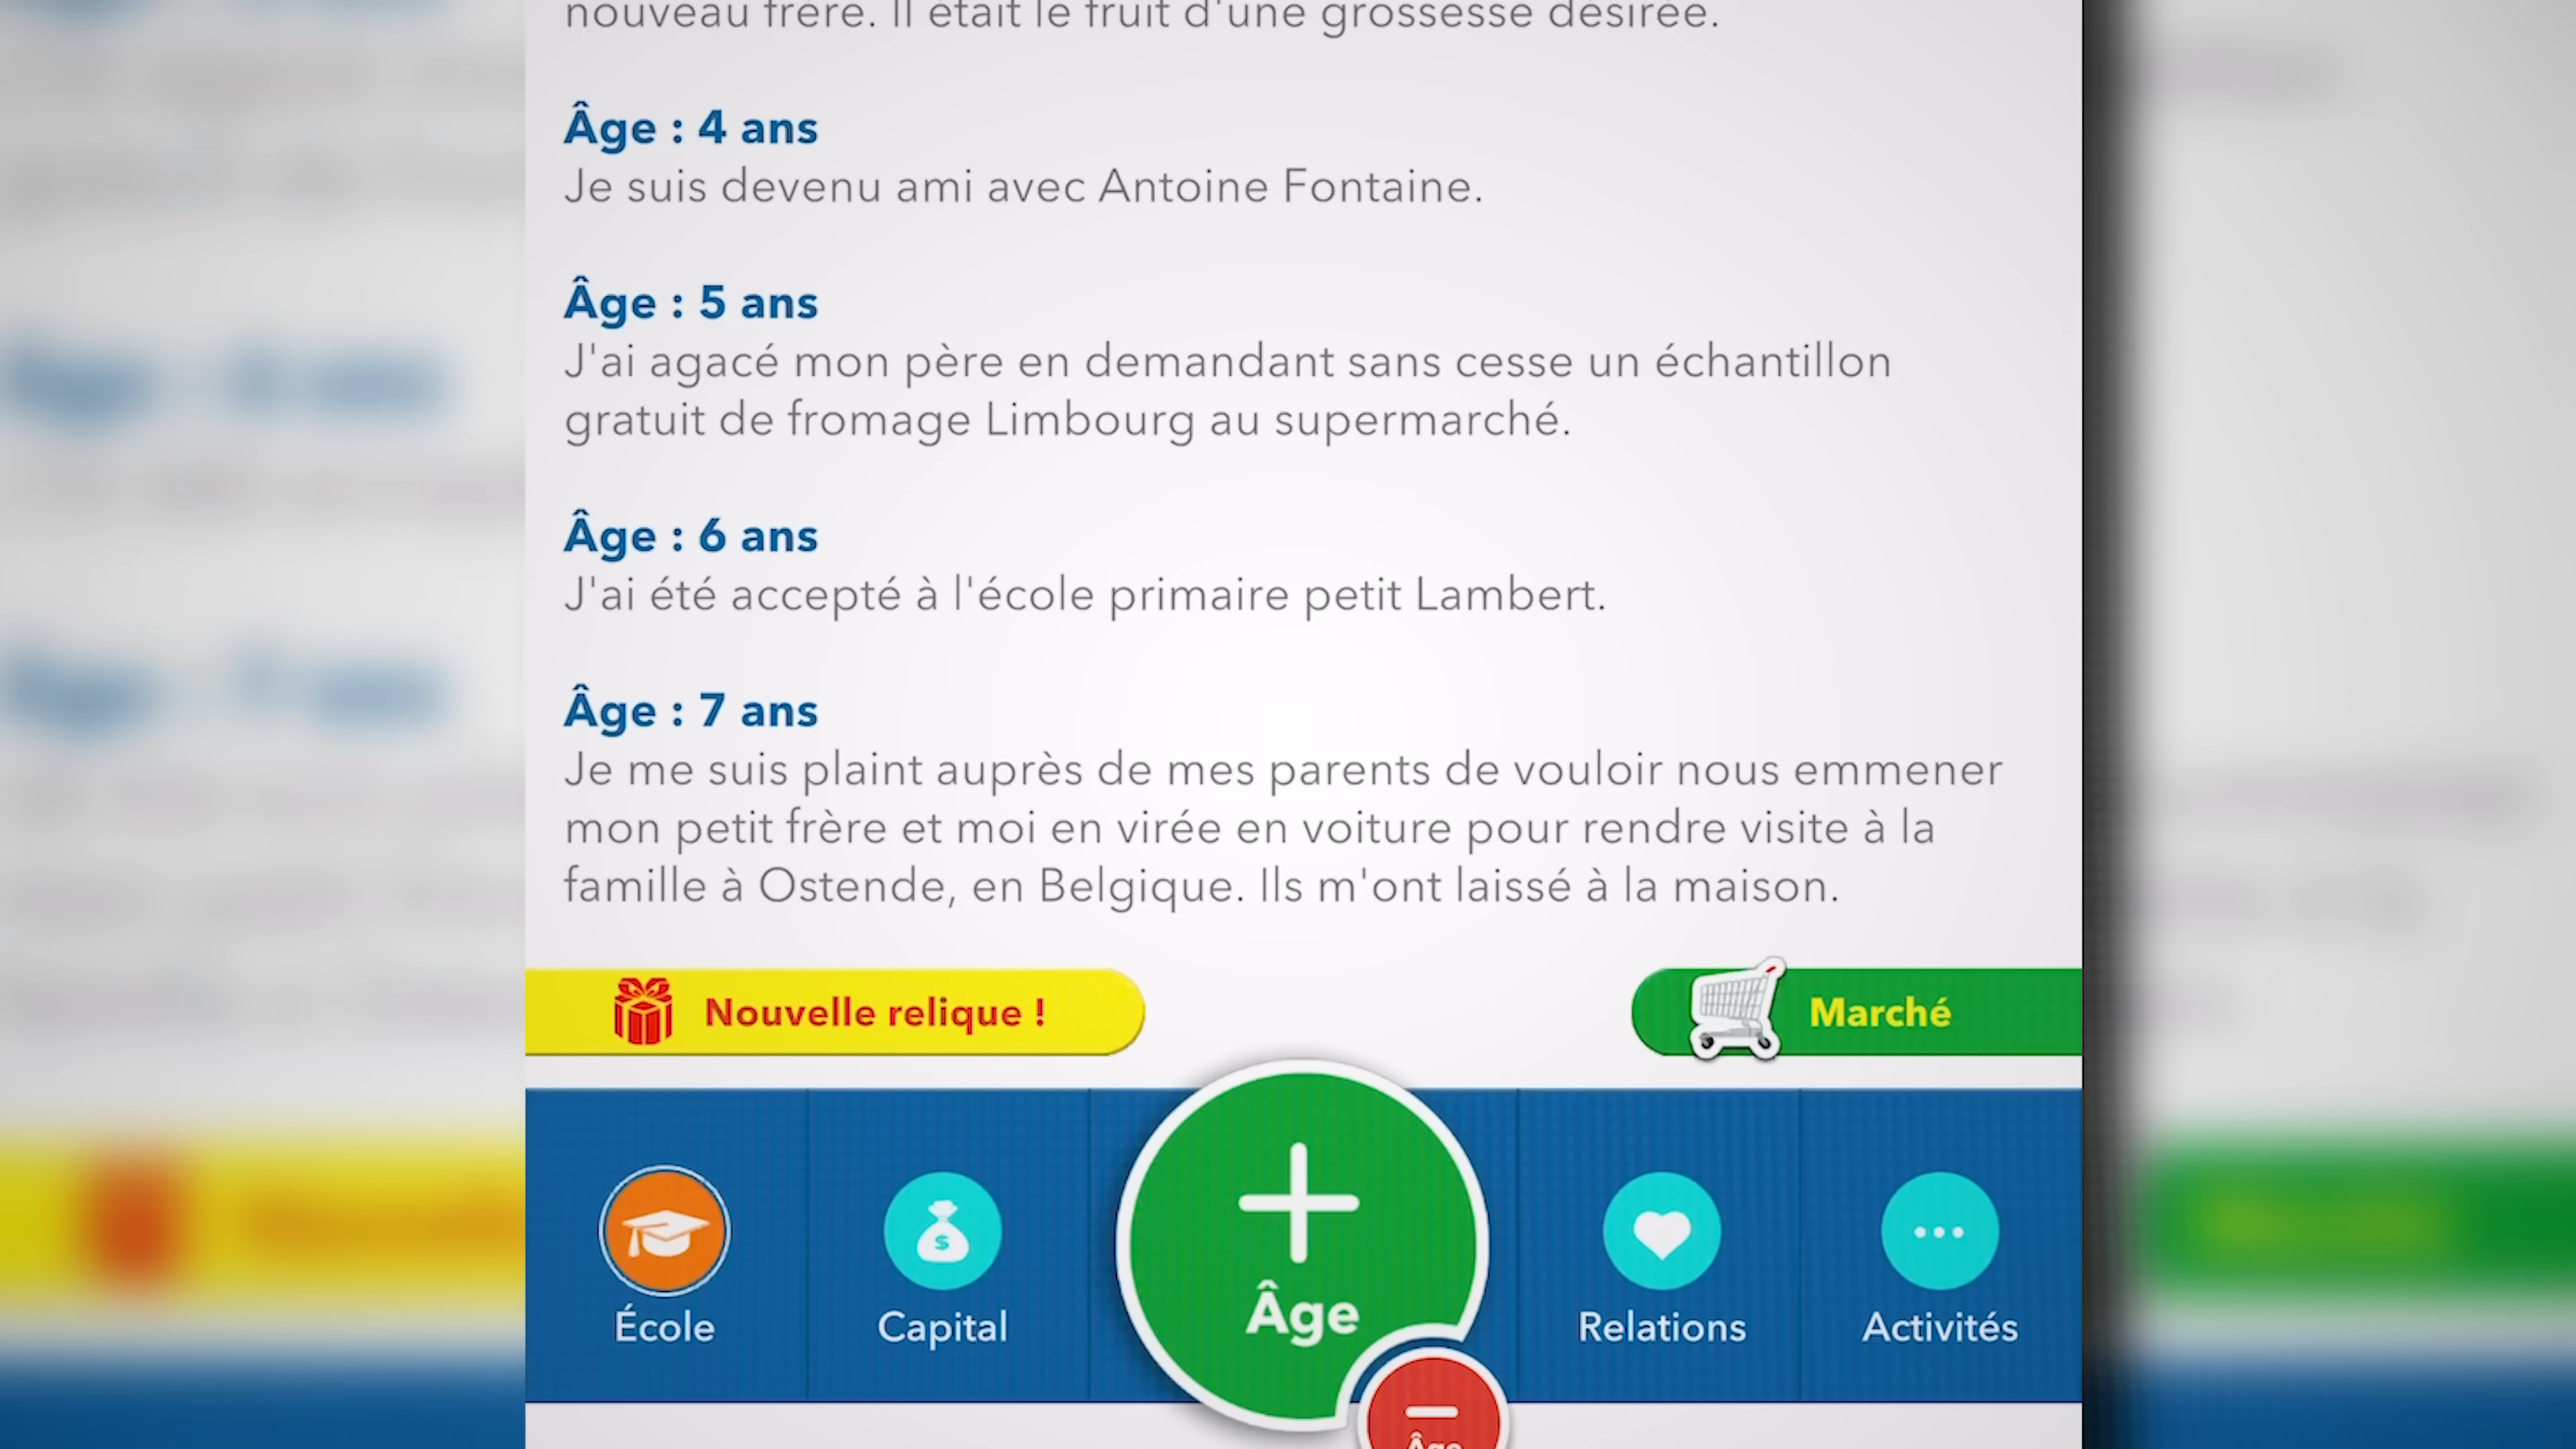 nouveau frère. Il était le fruit d'une grossesse désirée.
Âge : 4 ans
Je suis devenu ami avec Antoine Fontaine.
Âge : 5 ans
J'ai agacé mon père en demandant sans cesse un échantillon
gratuit de fromage Limbourg au supermarché.
Âge : 6 ans
J'ai été accepté à l'école primaire petit Lambert.
Âge : 7 ans
Je me suis plaint auprès de mes parents de vouloir nous emmener
mon petit frère et moi en virée en voiture pour rendre visite à la
famille à Ostende, en Belgique. Ils m'ont laissé à la maison.
Nouvelle relique !
Marché
École
Capital
Âge
Relations
Activités
Âge